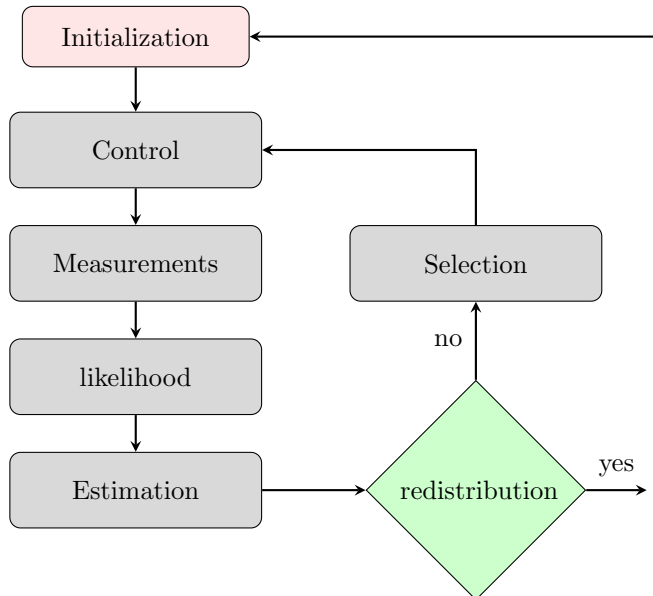 Initialization
Control
Measurements
Selection
no
likelihood
yes
Estimation
redistribution